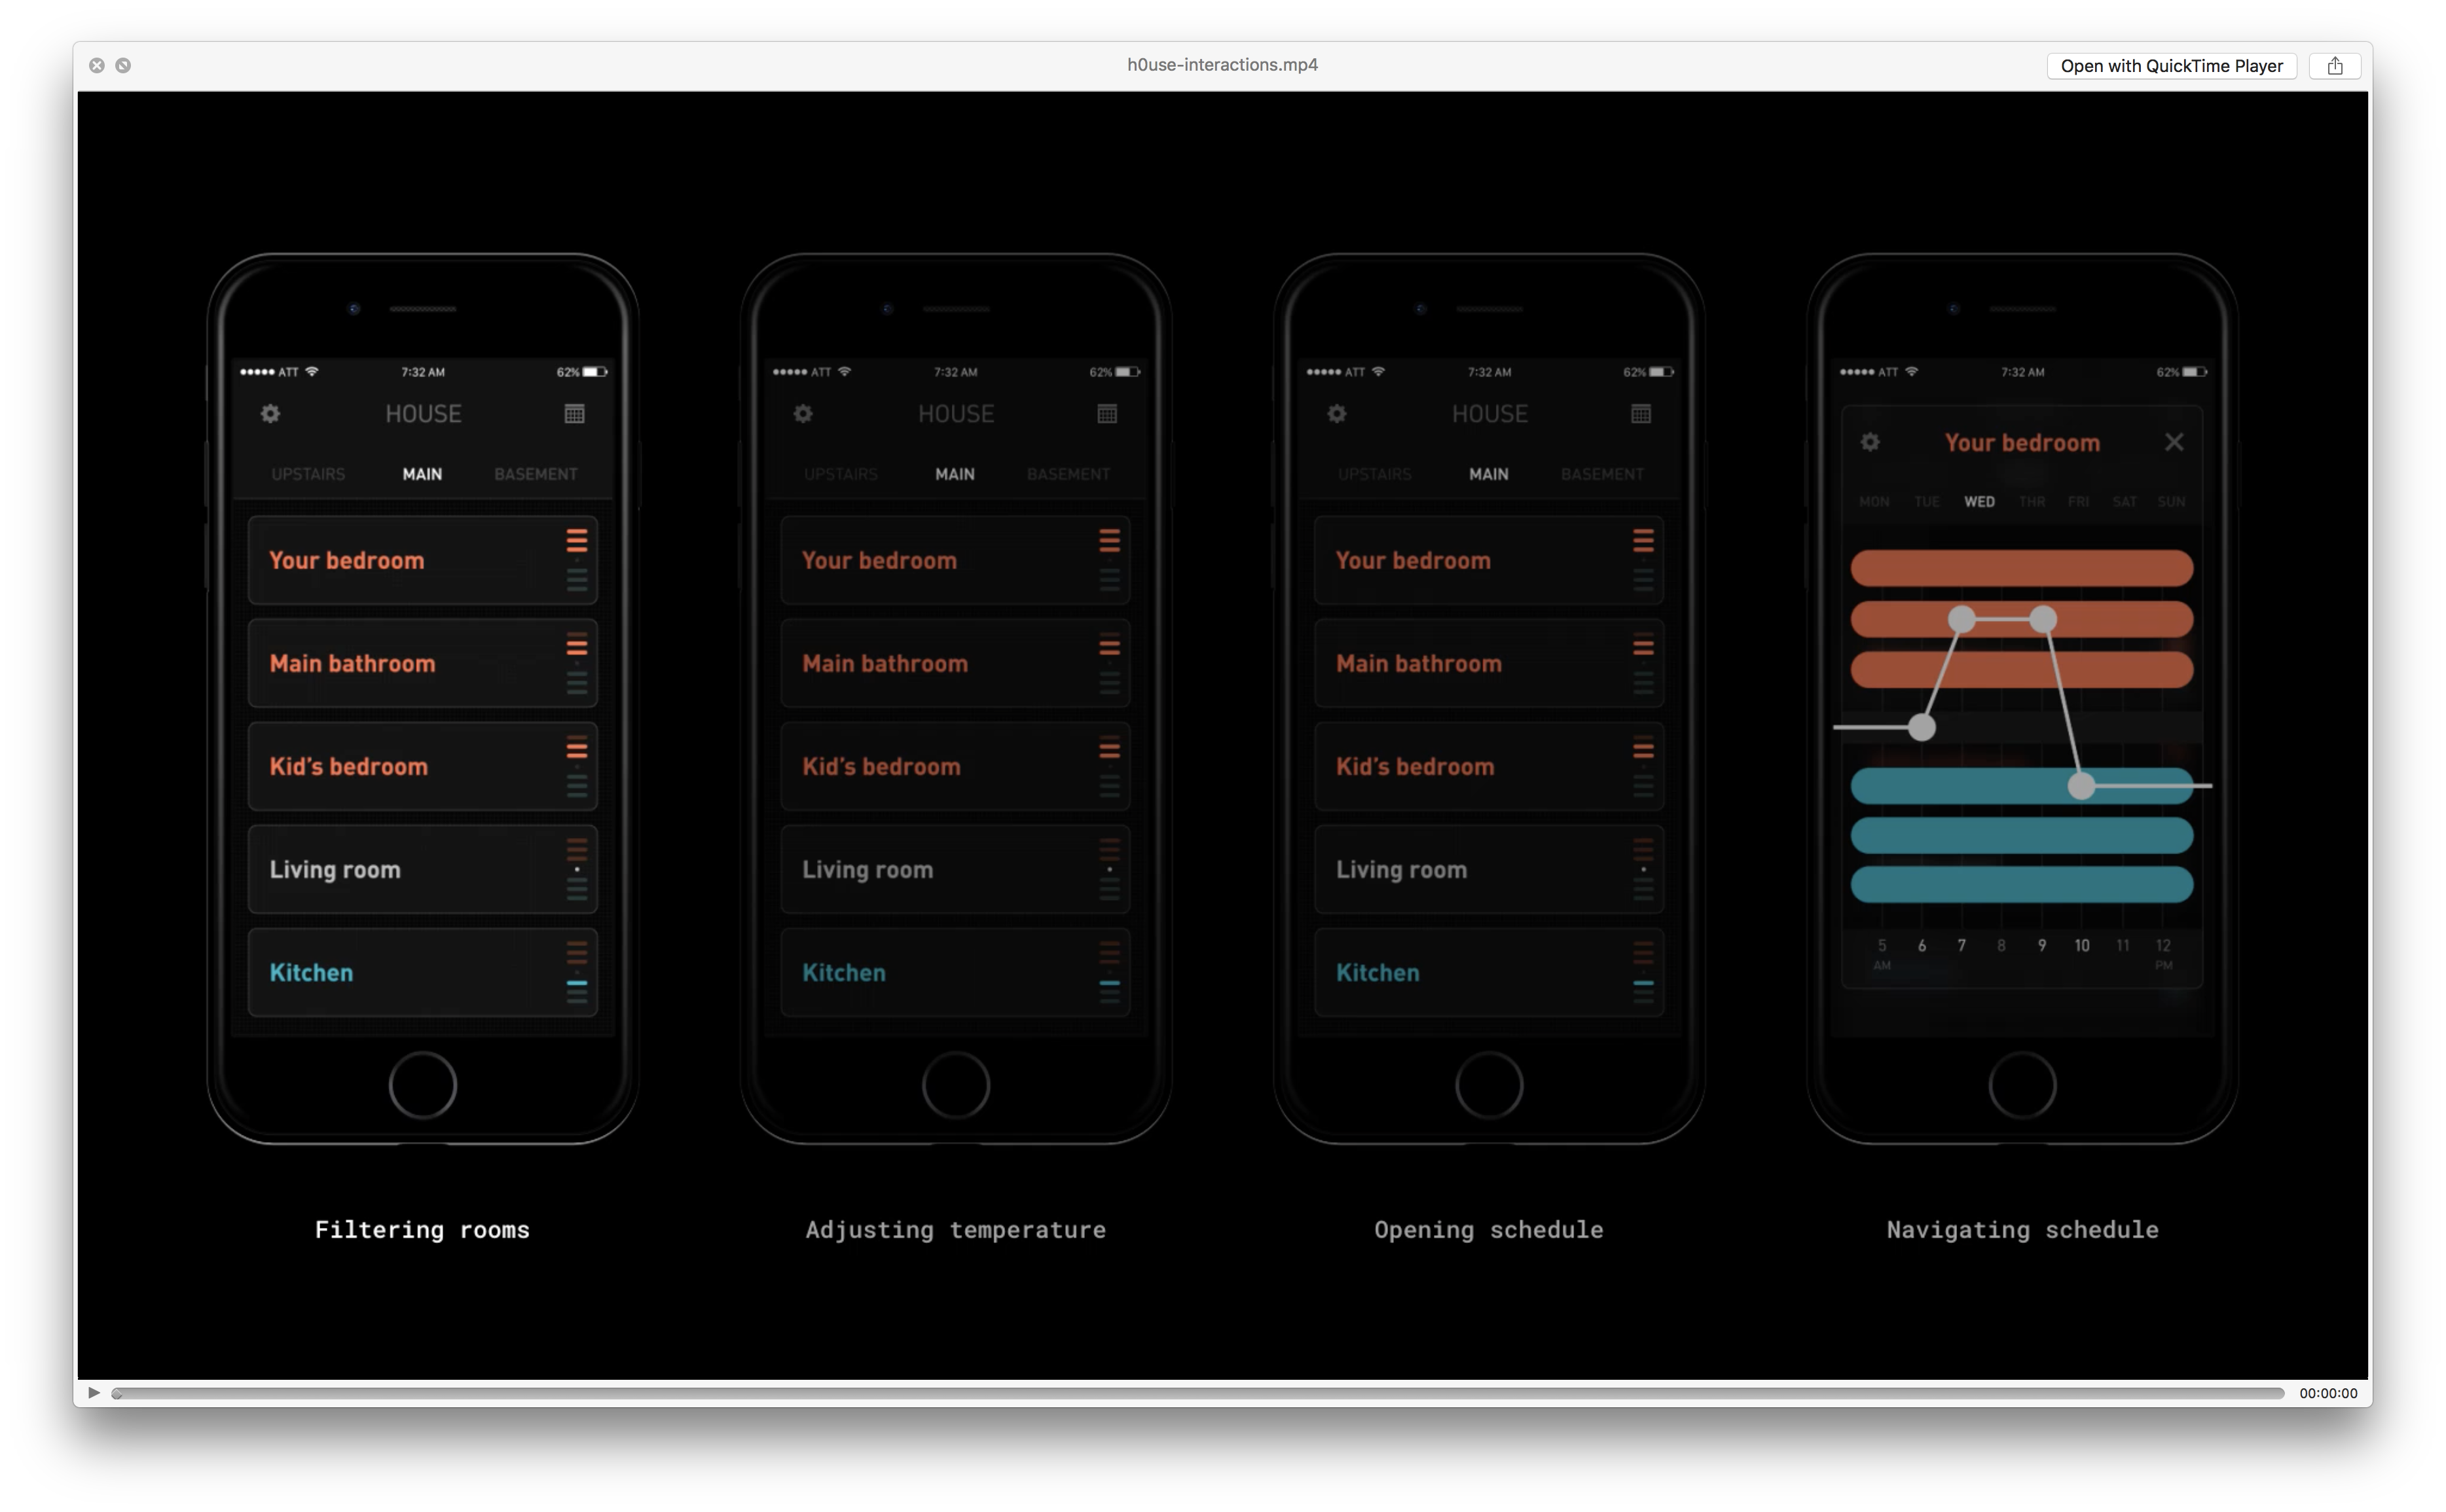 h0use-interactions.mp4
Open with QuickTime Player
ATT 7:32 AM 62%
HOUSE
UPSTAIRS MAIN BASEMENT
Your bedroom
Main bathroom
Kid's bedroom
Living room
Kitchen
Filtering rooms
ATT 7:32 AM 62%
HOUSE
UPSTAIRS MAIN BASEMENT
Your bedroom
Main bathroom
Kid's bedroom
Living room
Kitchen
Adjusting temperature
ATT 7:32 AM 62%
HOUSE
UPSTAIRS MAIN BASEMENT
Your bedroom
Main bathroom
Kid's bedroom
Living room
Kitchen
Opening schedule
ATT 7:32 AM 62%
Your bedroom
MON TUE WED THR FRI SAT SUN
5 6 7 8 9 10 11 12
AM PM
Navigating schedule
00:00:00